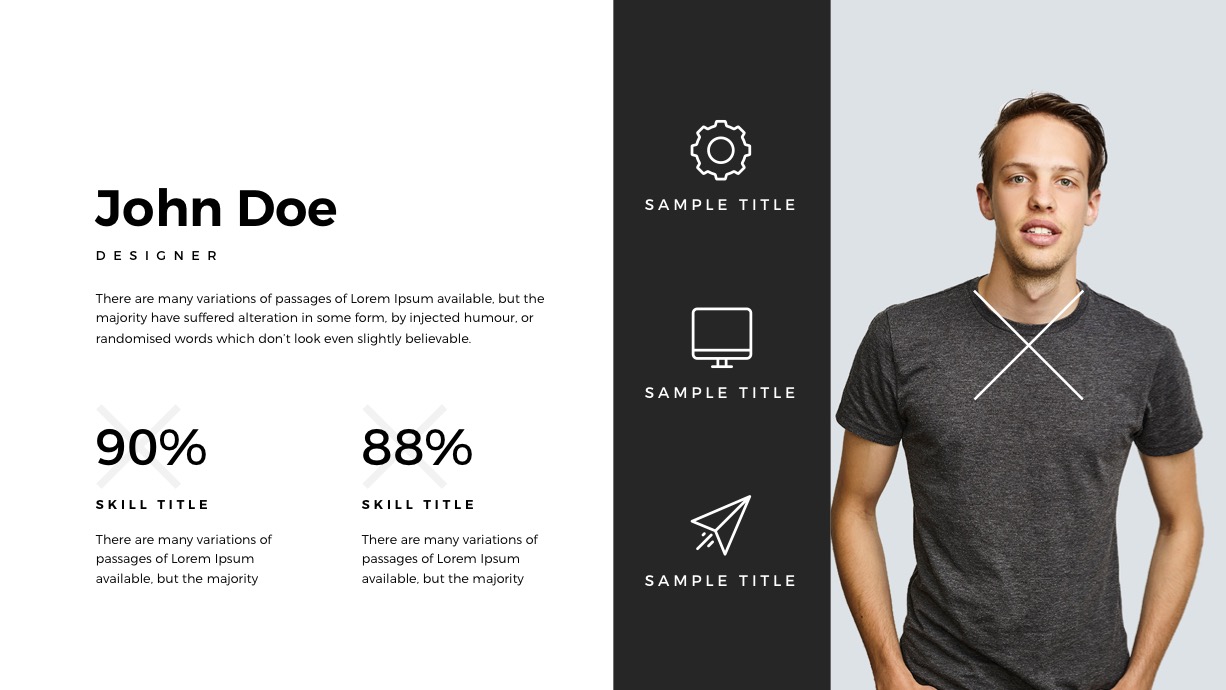 John Doe
DESIGNER
There are many variations of passages of Lorem Ipsum available, but the
majority have suffered alteration in some form, by injected humour, or
randomised words which don't look even slightly believable.
90%
SKILL TITLE
There are many variations of
passages of Lorem Ipsum
available, but the majority
88%
SKILL TITLE
There are many variations of
passages of Lorem Ipsum
available, but the majority
SAMPLE TITLE
SAMPLE TITLE
SAMPLE TITLE